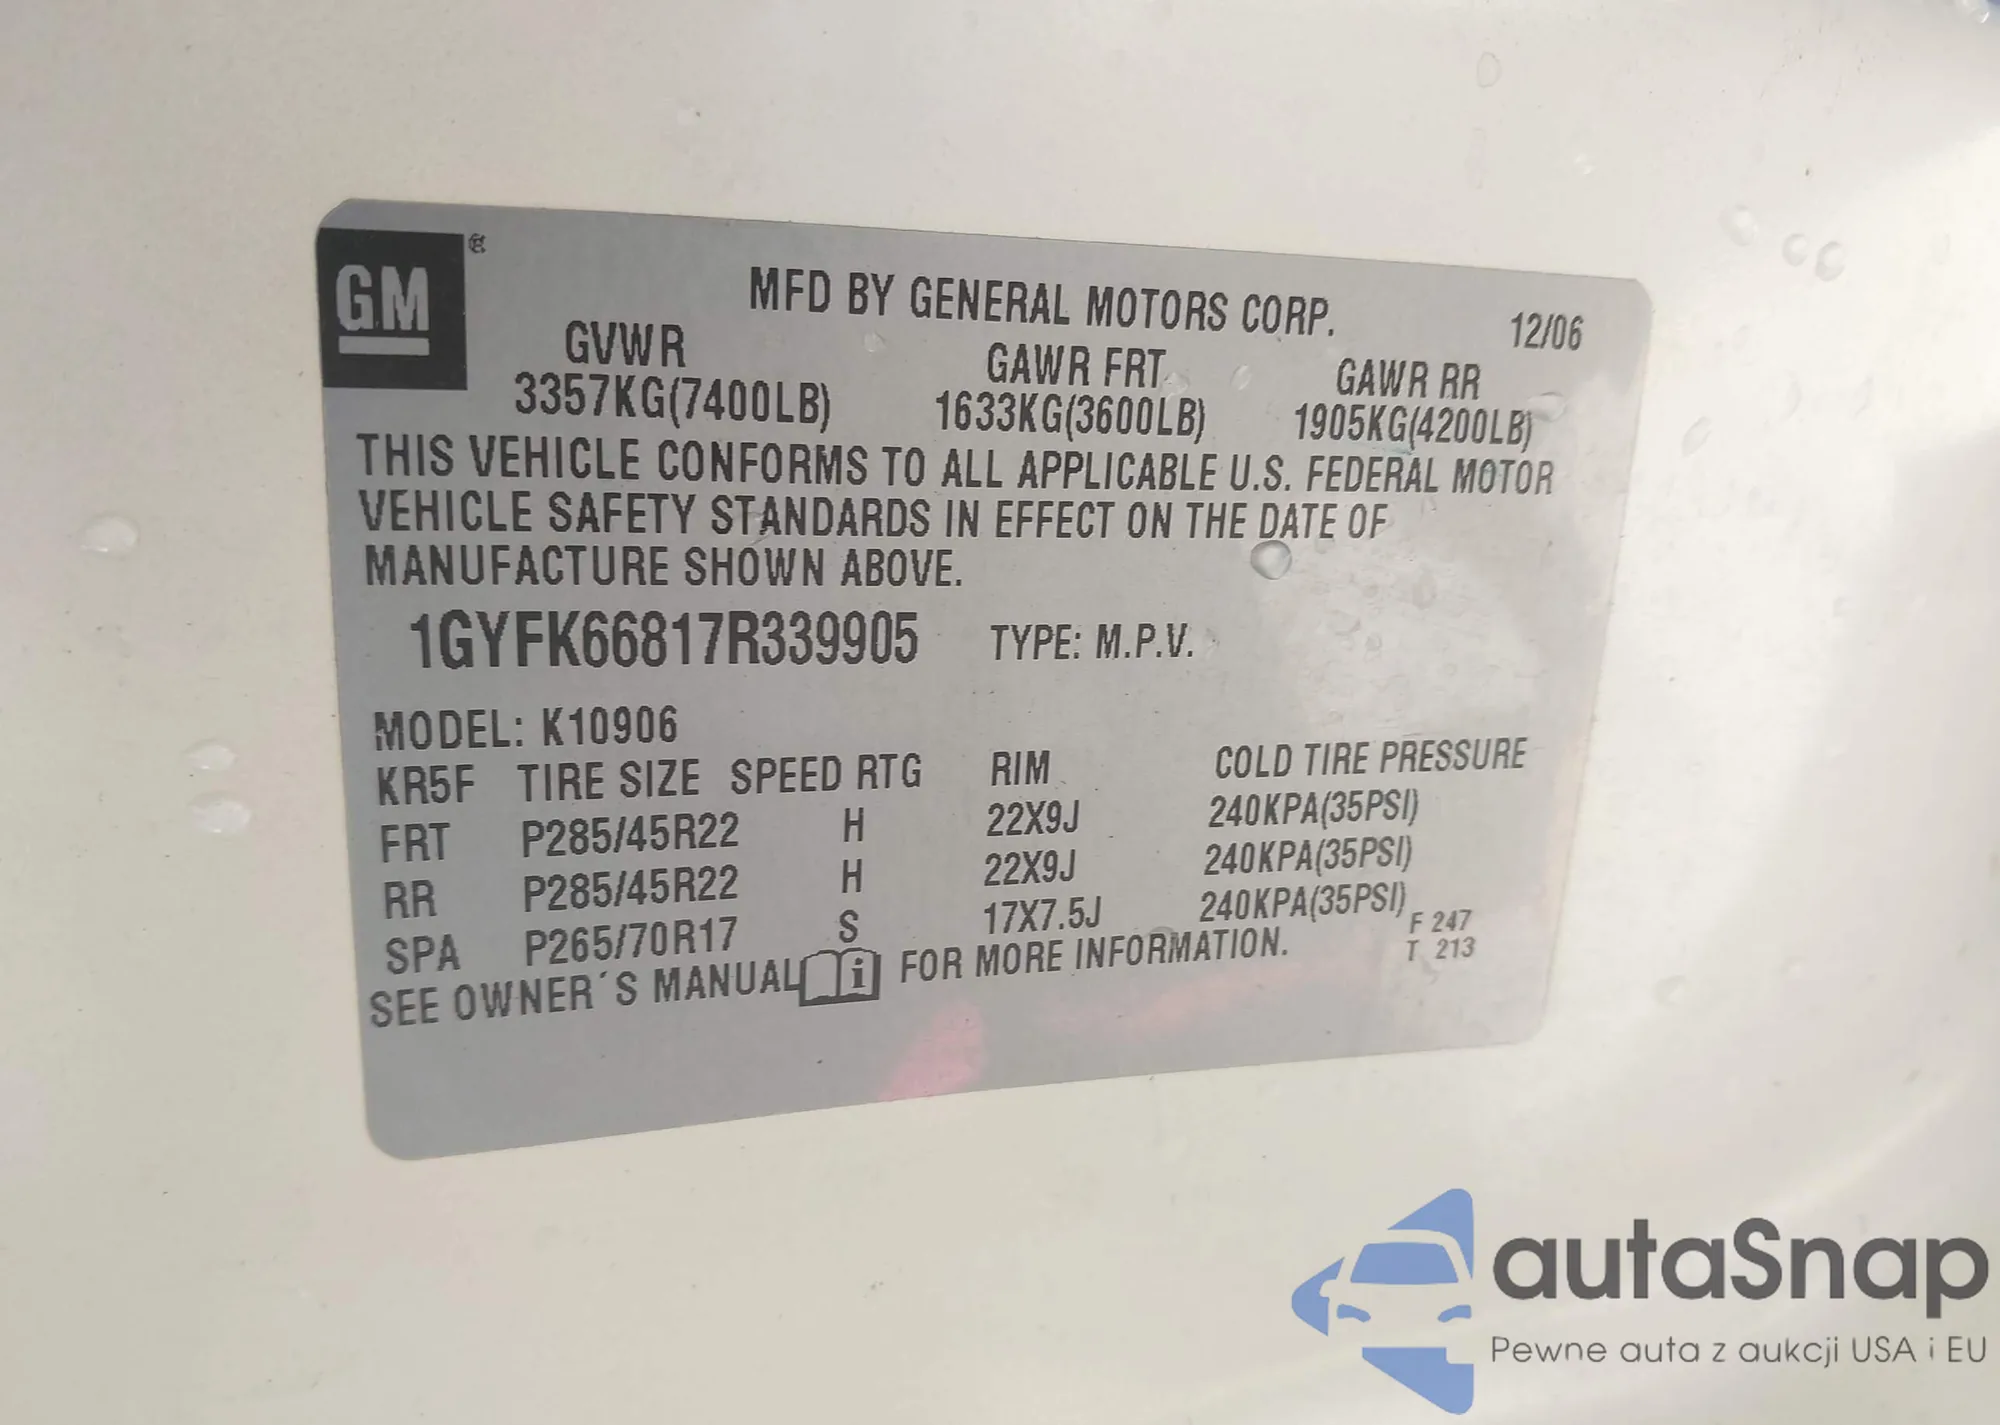 GM
MFD BY GENERAL MOTORS CORP. 12/06
GVWR GAWR FRT GAWR RR
3357KG(7400LB) 1633KG(3600LB) 1905KG(4200LB)
THIS VEHICLE CONFORMS TO ALL APPLICABLE U.S. FEDERAL MOTOR
VEHICLE SAFETY STANDARDS IN EFFECT ON THE DATE OF
MANUFACTURE SHOWN ABOVE.
1GYFK66817R339905 TYPE: M.P.V.
MODEL: K10906
KR5F TIRE SIZE SPEED RTG RIM COLD TIRE PRESSURE
FRT P285/45R22 H 22X9J 240KPA(35PSI)
RR P285/45R22 H 22X9J 240KPA(35PSI)
SPA P265/70R17 S 17X7.5J 240KPA(35PSI)
F 247
T 213
SEE OWNER´S MANUAL i FOR MORE INFORMATION.
autaSnap
Pewne auta z aukcji USA i EU